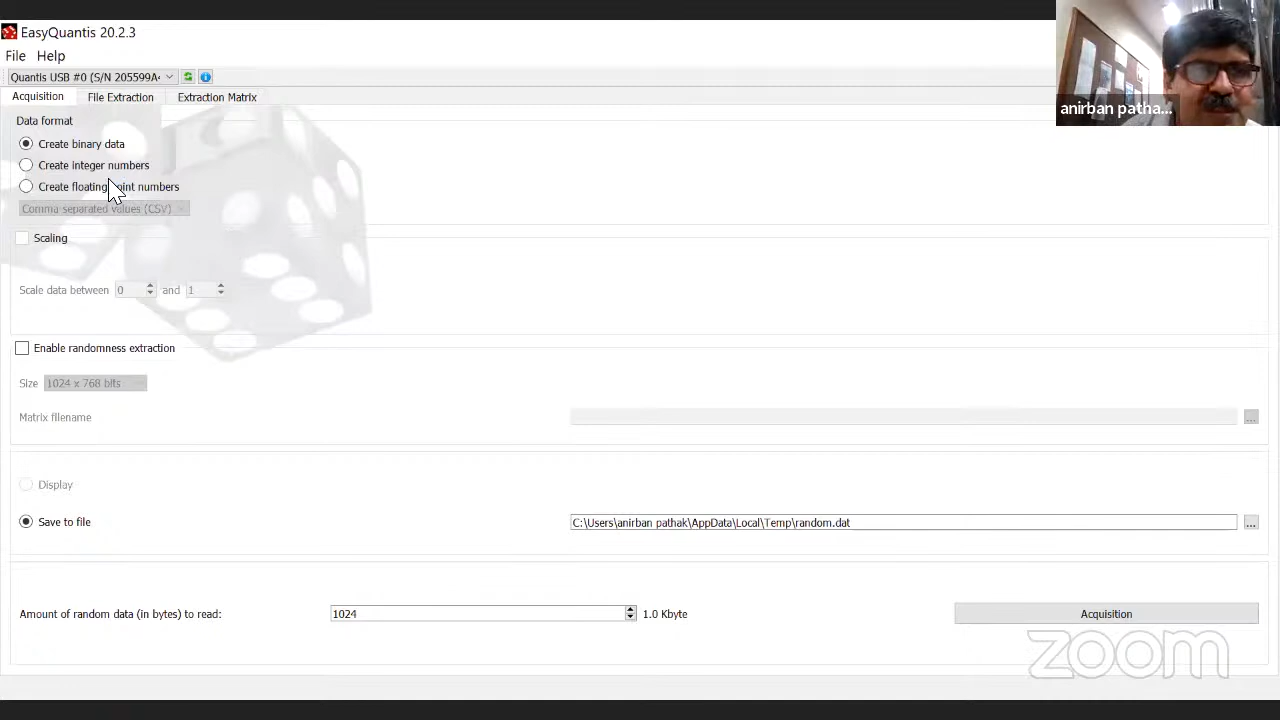 EasyQuantis 20.2.3
File Help
Quantis USB #0 (S/N 205599A
Acquisition File Extraction Extraction Matrix
anirban patha...
Data format
Create binary data
Create integer numbers
Create floating point numbers
Comma separated values (CSV)
Scaling
Scale data between 0 and 1
Enable randomness extraction
Size 1024 x 768 bits
Matrix filename ...
Display
Save to file C:\Users\anirban pathak\AppData\Local\Temp\random.dat ...
Amount of random data (in bytes) to read: 1024 1.0 Kbyte Acquisition
zoom